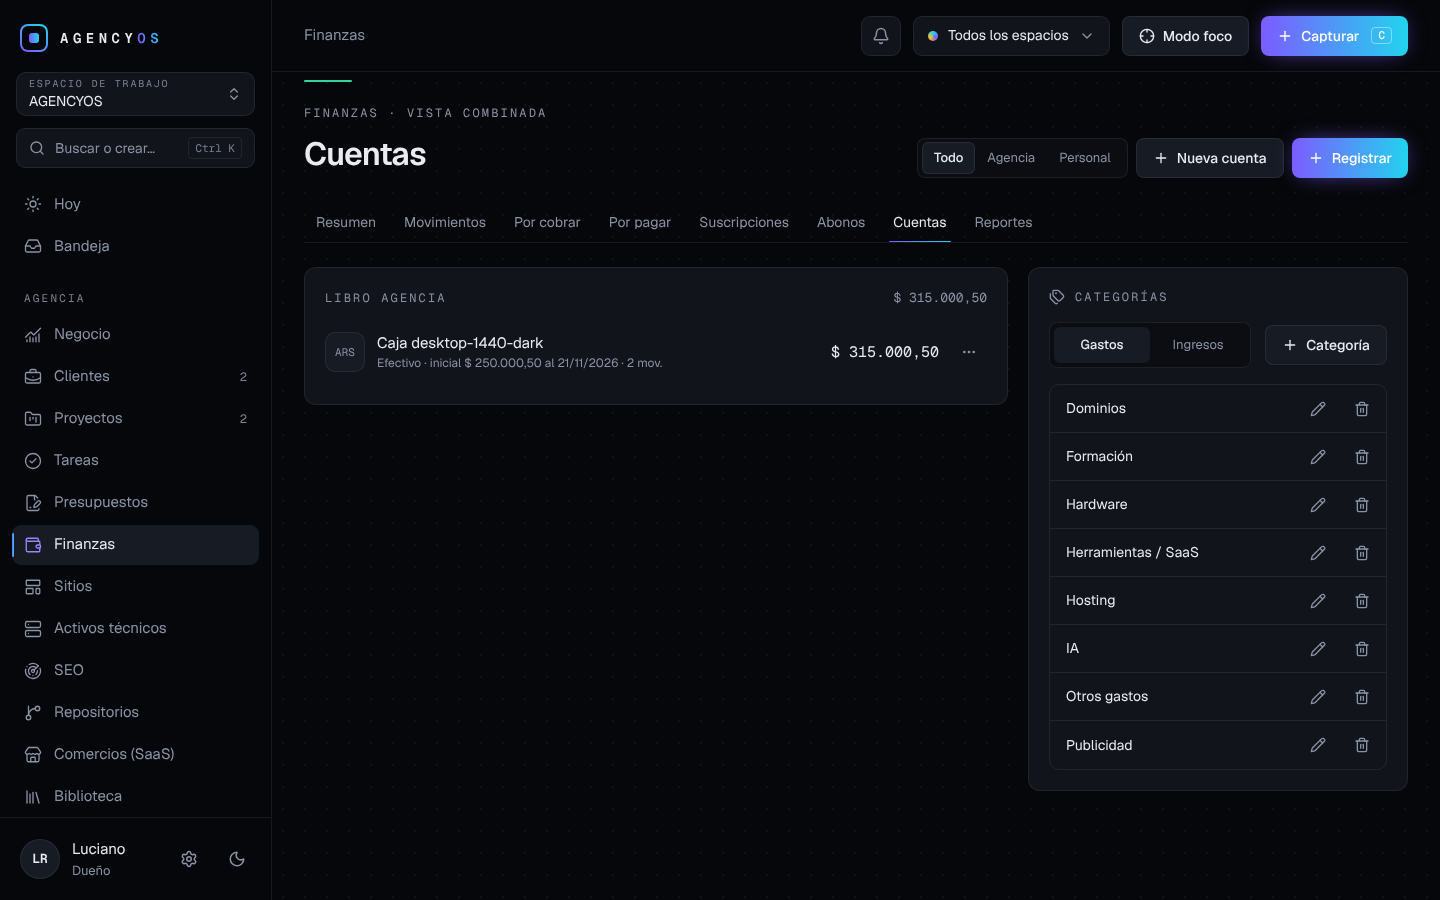 AGENCYOS
ESPACIO DE TRABAJO
AGENCYOS
Buscar o crear... Ctrl K
Hoy
Bandeja
AGENCIA
Negocio
Clientes 2
Proyectos 2
Tareas
Presupuestos
Finanzas
Sitios
Activos técnicos
SEO
Repositorios
Comercios (SaaS)
Biblioteca
LR
Luciano
Dueño
Finanzas
Todos los espacios
Modo foco
Capturar C
FINANZAS · VISTA COMBINADA
Cuentas
Todo Agencia Personal
Nueva cuenta
Registrar
Resumen Movimientos Por cobrar Por pagar Suscripciones Abonos Cuentas Reportes
LIBRO AGENCIA $ 315.000,50
ARS
Caja desktop-1440-dark
Efectivo · inicial $ 250.000,50 al 21/11/2026 · 2 mov.
$ 315.000,50
CATEGORÍAS
Gastos Ingresos
Categoría
Dominios
Formación
Hardware
Herramientas / SaaS
Hosting
IA
Otros gastos
Publicidad